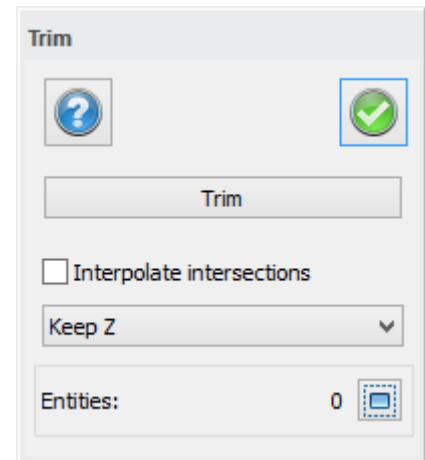 Trim
Trim
Interpolate intersections
Keep Z
Entities: 0